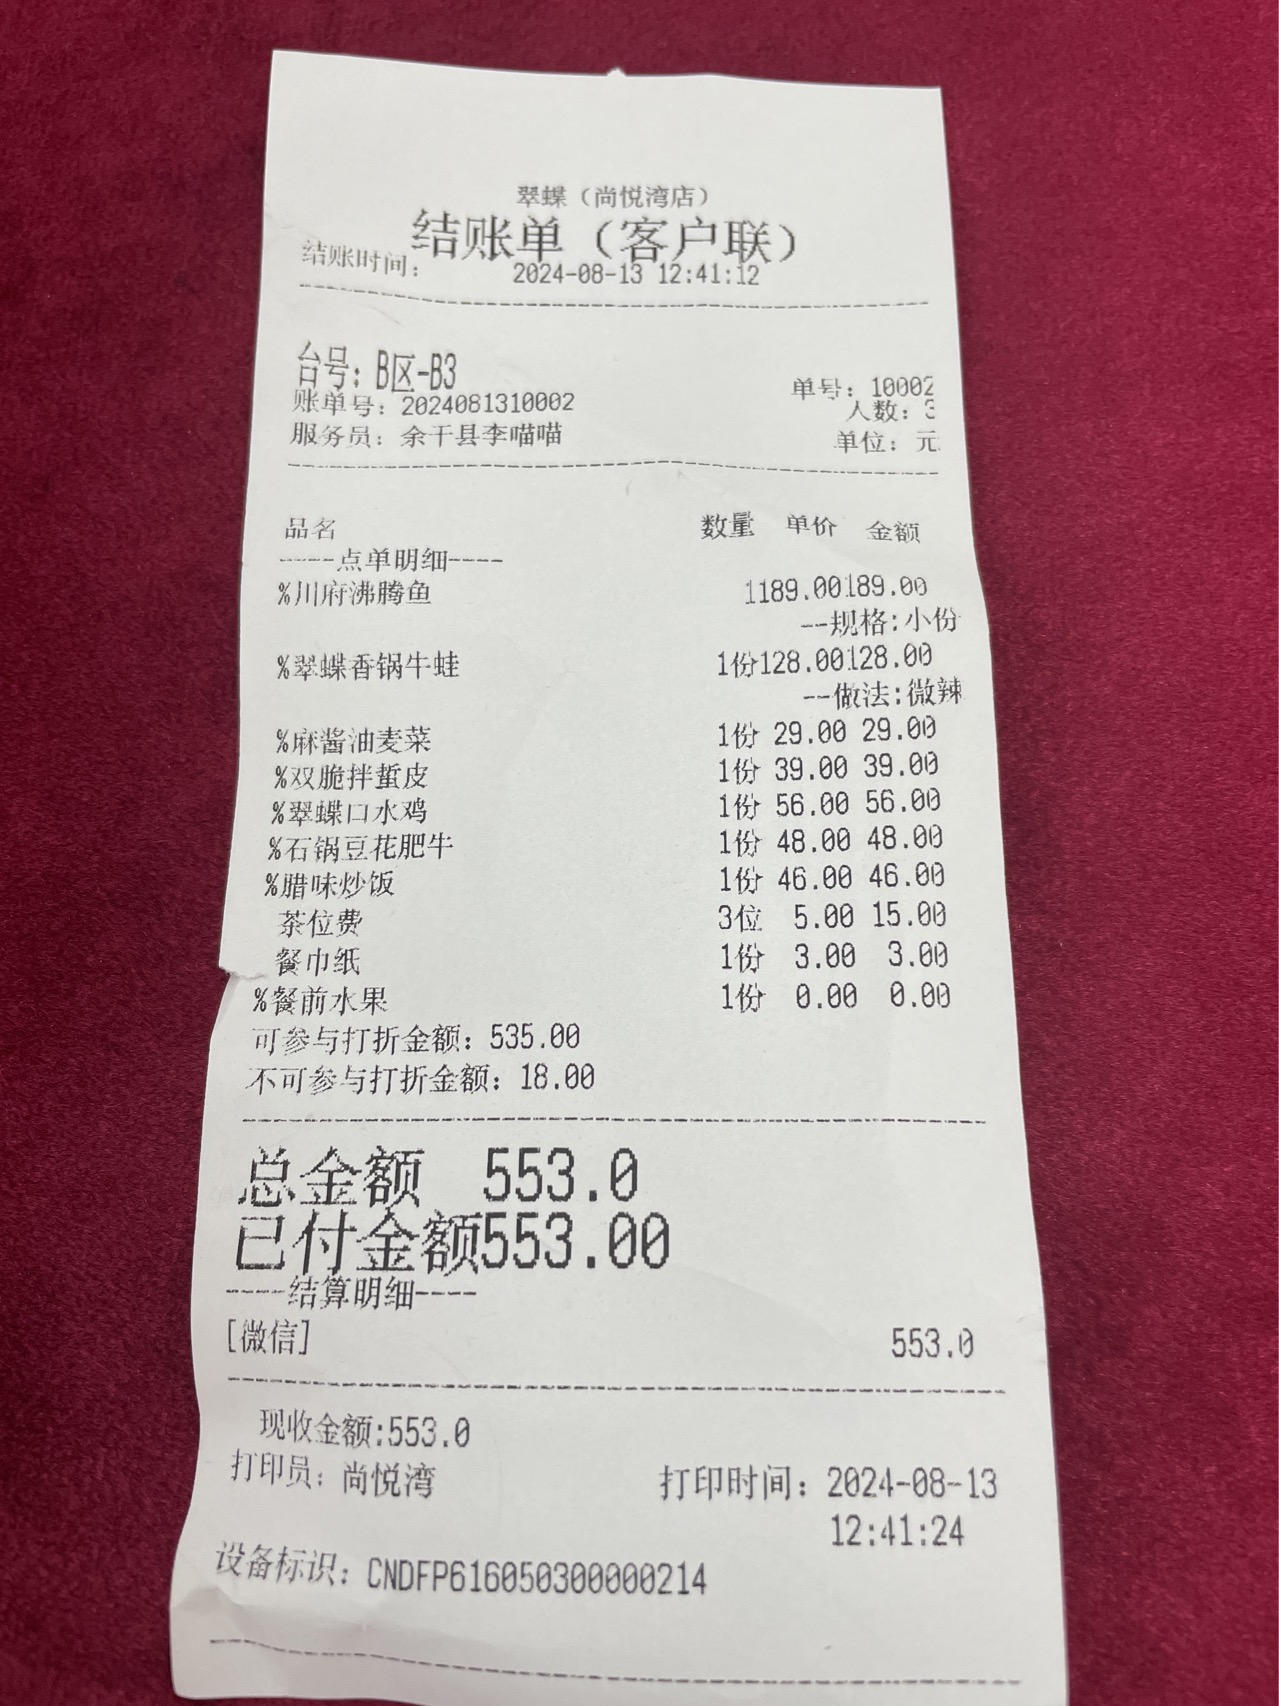 翠蝶（尚悦湾店）
结账单（客户联）
结账时间： 2024-08-13 12:41:12
台号：B区-B3
单号：10002
账单号：2024081310002
人数：3
服务员：余干县李喵喵
单位：元
品名 数量 单价 金额
-----点单明细----
%川府沸腾鱼 1189.00189.00
--规格:小份
%翠蝶香锅牛蛙 1份128.00128.00
--做法:微辣
%麻酱油麦菜 1份 29.00 29.00
%双脆拌蜇皮 1份 39.00 39.00
%翠蝶口水鸡 1份 56.00 56.00
%石锅豆花肥牛 1份 48.00 48.00
%腊味炒饭 1份 46.00 46.00
茶位费 3位 5.00 15.00
餐巾纸 1份 3.00 3.00
%餐前水果 1份 0.00 0.00
可参与打折金额：535.00
不可参与打折金额：18.00
总金额 553.0
已付金额553.00
----结算明细----
[微信] 553.0
现收金额:553.0
打印员：尚悦湾 打印时间：2024-08-13
12:41:24
设备标识：CNDFP616050300000214